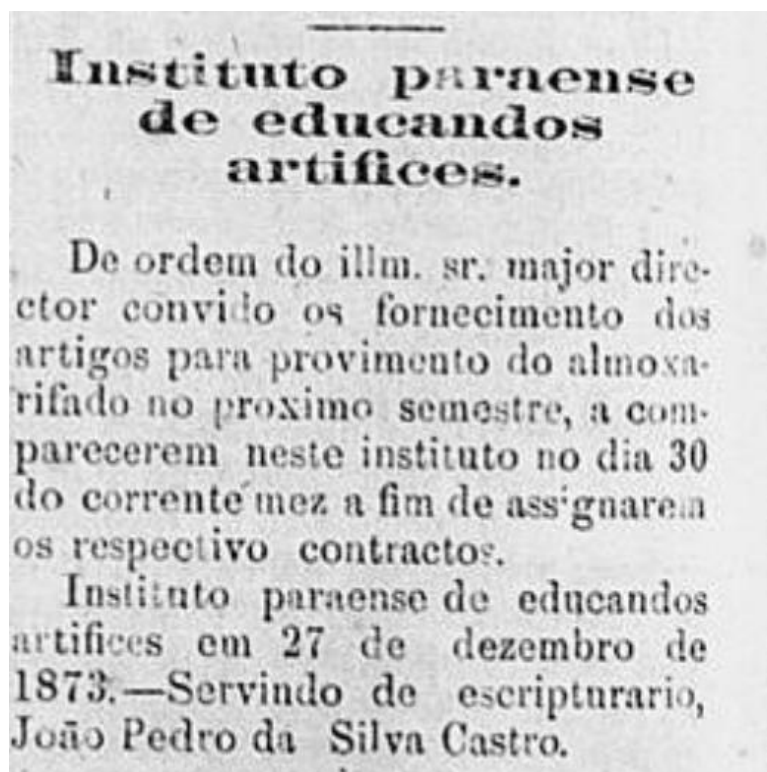 Instituto paraense
de educandos
artifices.
De ordem do illm. sr. major dire-
ctor convido os fornecimento dos
artigos para provimento do almoxa-
rifado no proximo semestre, a com-
parecerem neste instituto no dia 30
do corrente mez a fim de assignarem
os respectivo contractos.
Instituto paraense de educandos
artifices em 27 de dezembro de
1873.—Servindo de escripturario,
João Pedro da Silva Castro.